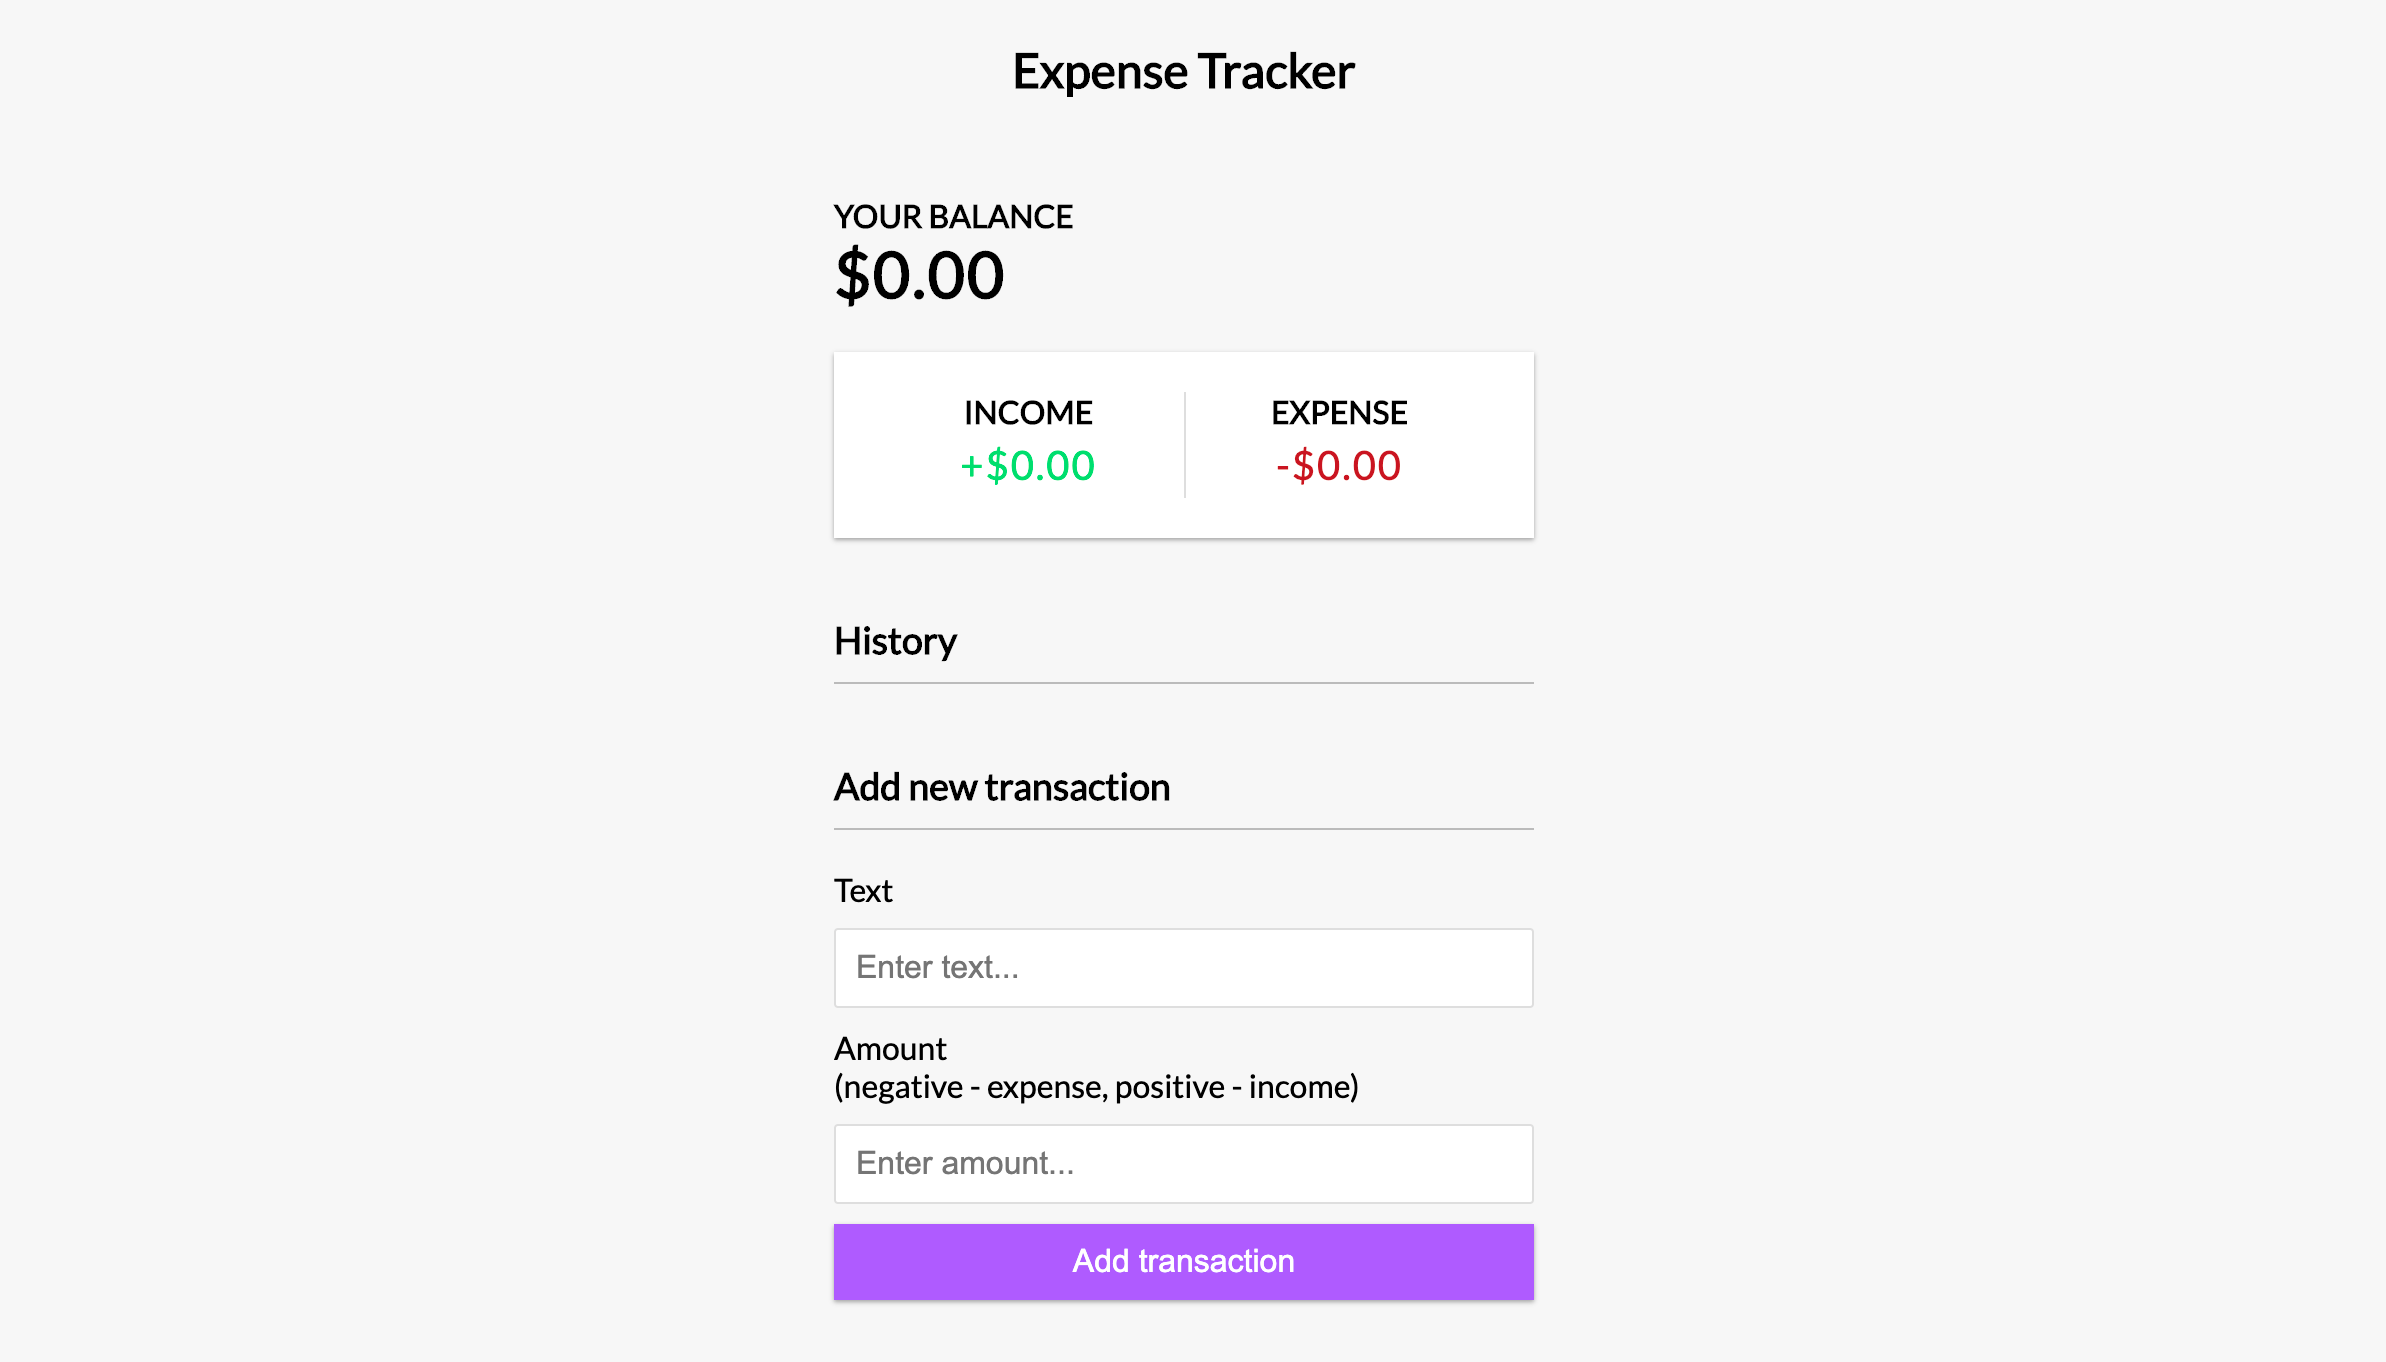 Expense Tracker
YOUR BALANCE
$0.00
INCOME
EXPENSE
+$0.00
-$0.00
History
Add new transaction
Text
Enter text...
Amount
(negative - expense, positive - income)
Enter amount...
Add transaction